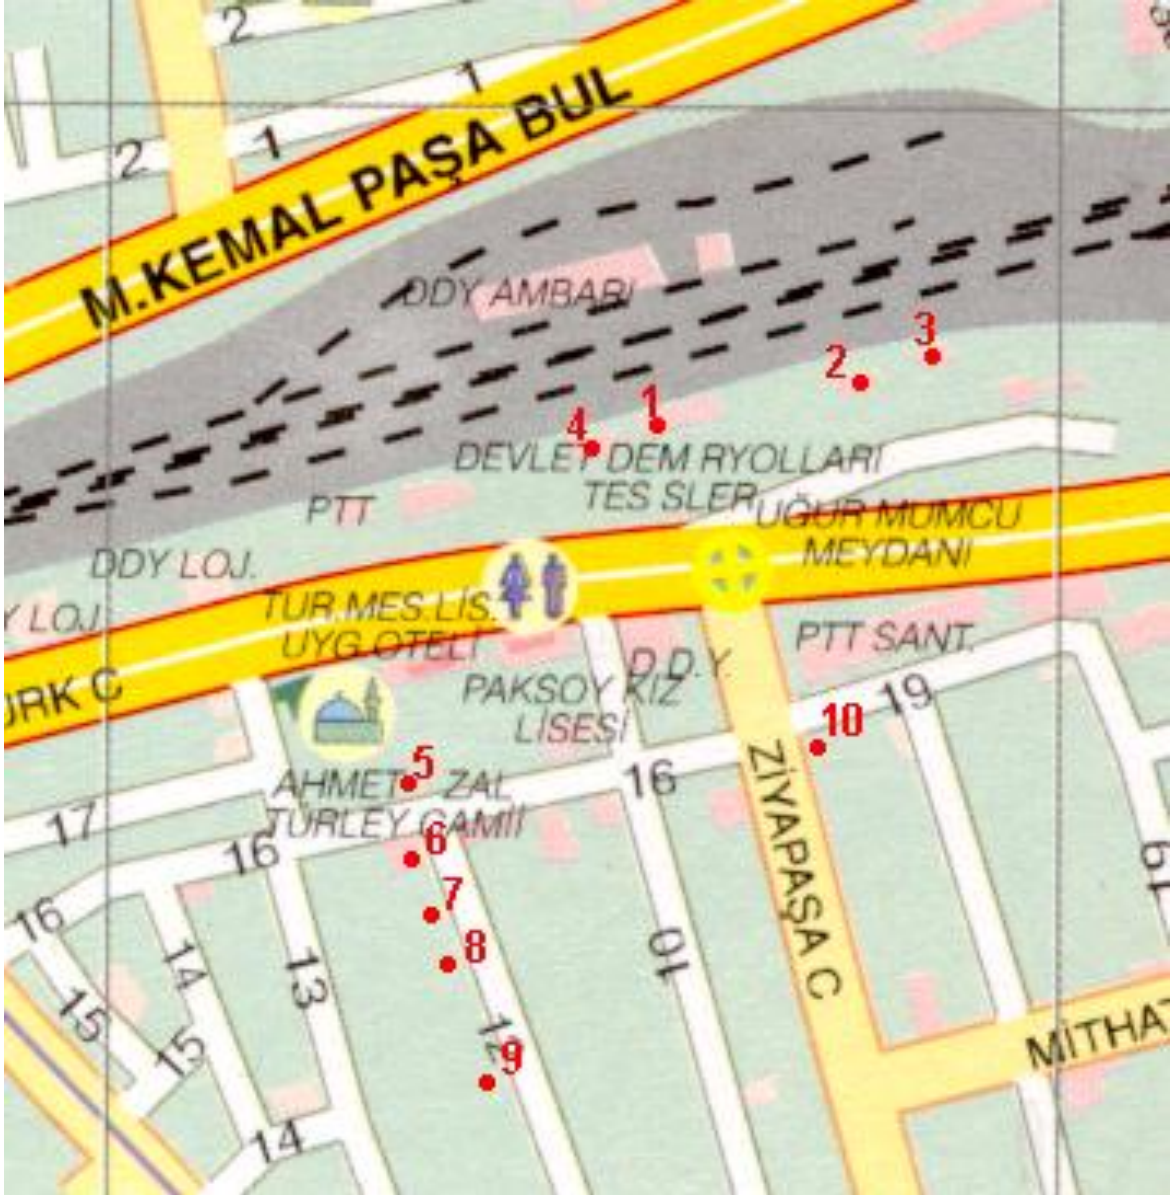 2
1
2
1
M.KEMAL PAŞA BUL
DDY AMBARI
3
2
1
4
DEVLET DEM RYOLLARI
TES SLER
PTT
UĞUR MUMCU
MEYDANI
DDY LOJ.
Y LOJ.
TUR.MES.LİS.
UYG.OTELİ
PTT SANT.
D.D.Y.
ÜRK C
PAKSOY KIZ
LİSESİ
19
10
5
AHMET ZAL
TÜRLEY CAMİİ
16
17
ZİYAPAŞA C
6
16
19
7
16
8
14
13
10
15
12
MİTHAT
15
9
14